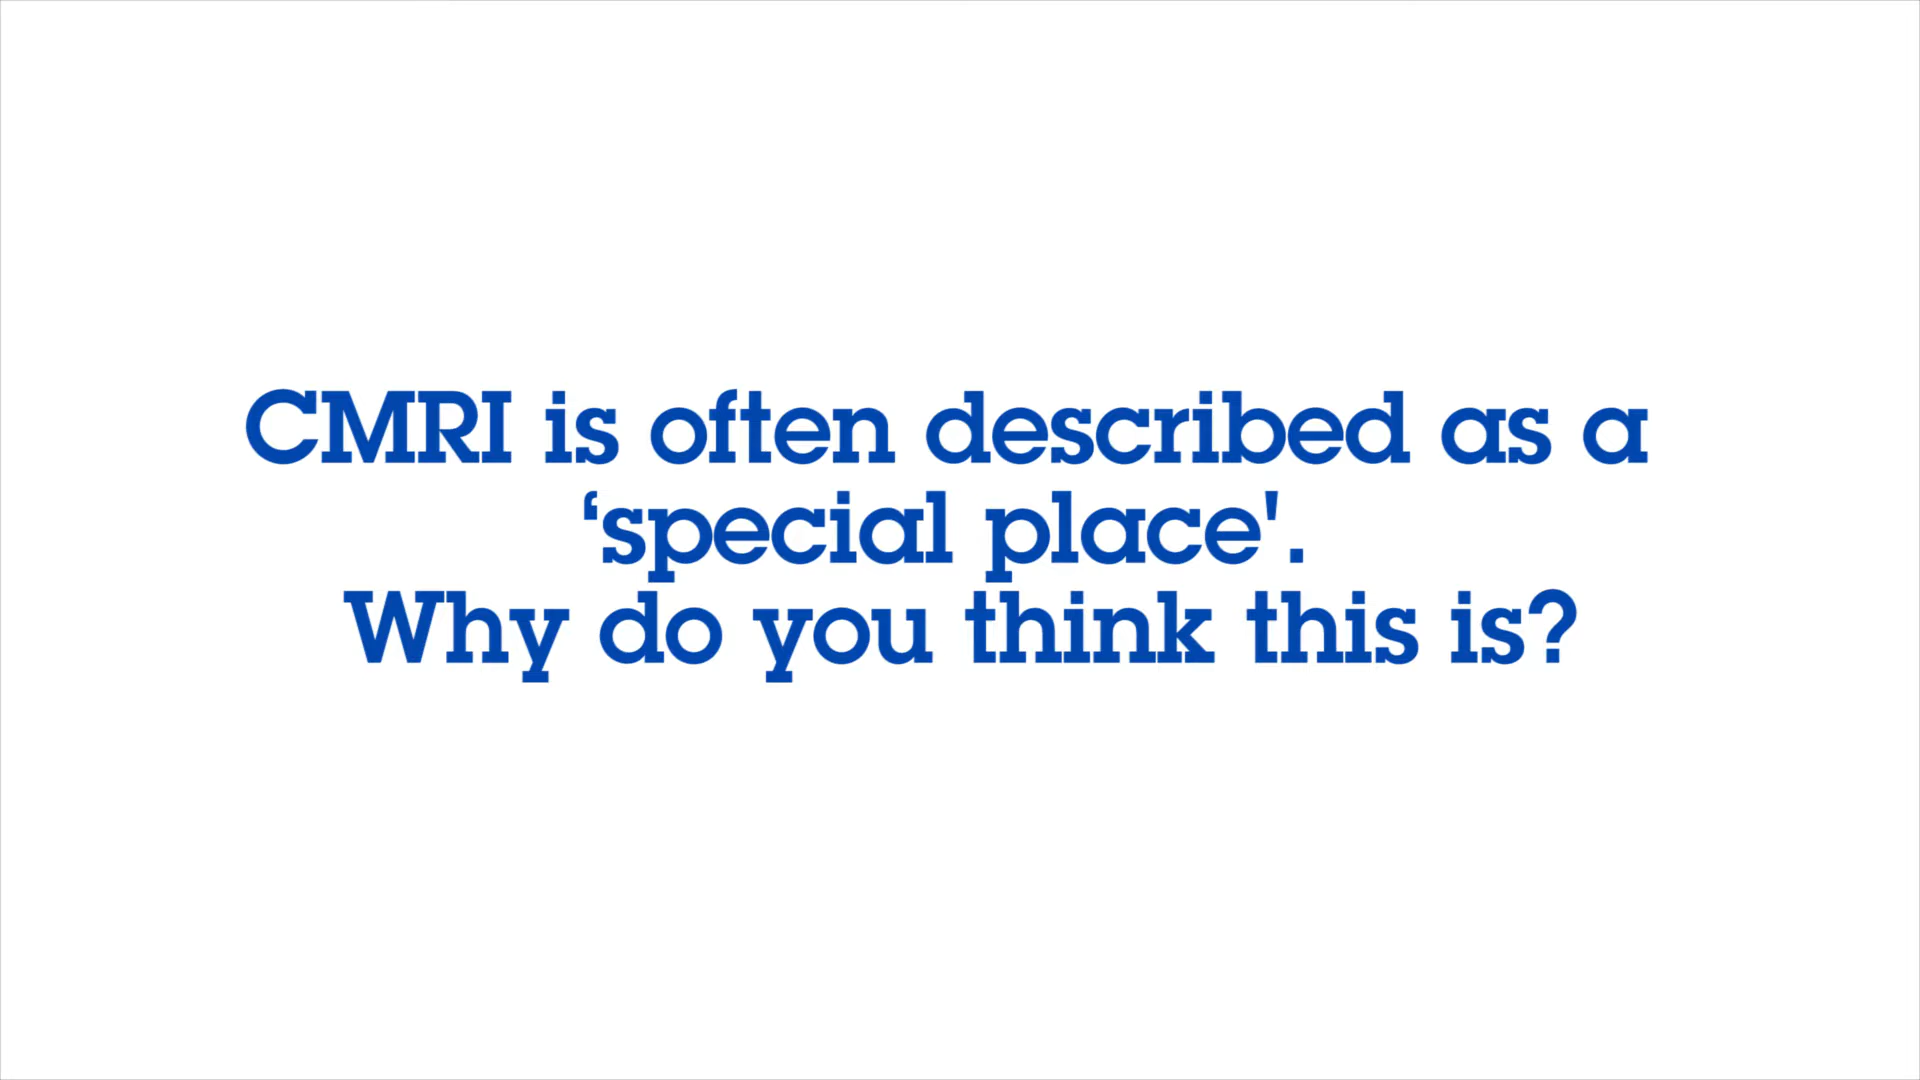 CMRI is often described as a
‘special place'.
Why do you think this is?